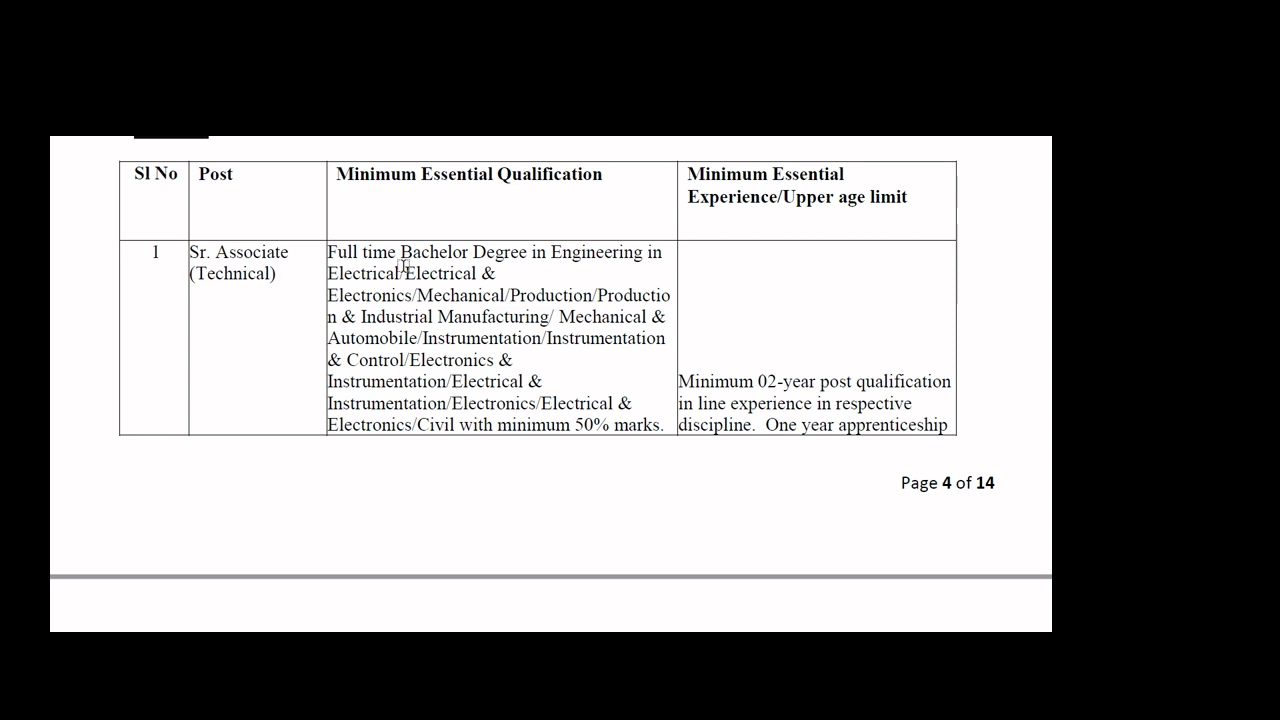 Sl No
Post
Minimum Essential Qualification
Minimum Essential
Experience/Upper age limit
1
Sr. Associate
(Technical)
Full time Bachelor Degree in Engineering in
Electrical/Electrical &
Electronics/Mechanical/Production/Productio
n & Industrial Manufacturing/ Mechanical &
Automobile/Instrumentation/Instrumentation
& Control/Electronics &
Instrumentation/Electrical &
Instrumentation/Electronics/Electrical &
Electronics/Civil with minimum 50% marks.
Minimum 02-year post qualification
in line experience in respective
discipline.  One year apprenticeship
Page 4 of 14